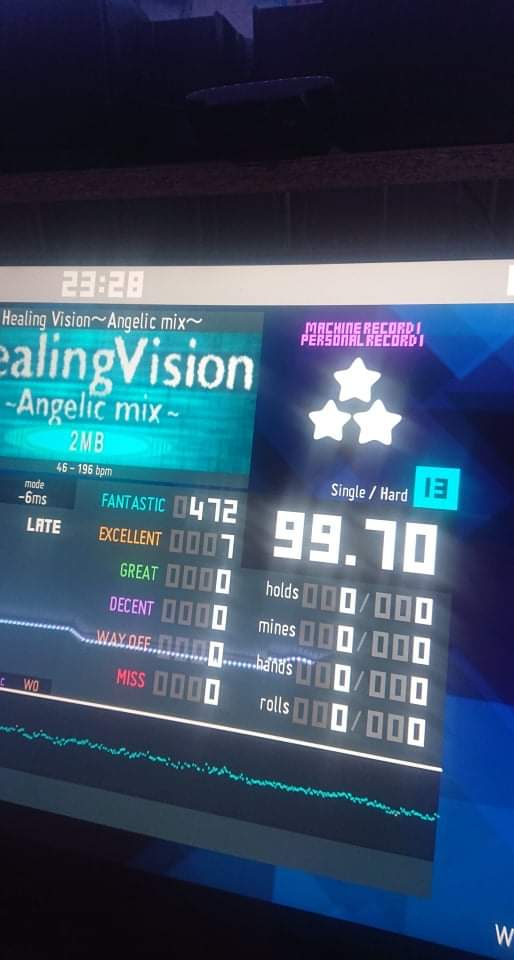 23:28
Healing Vision～Angelic mix～
ealingVision
~Angelic mix~
2MB
46 - 196 bpm
MACHINE RECORD 1
PERSONAL RECORD 1
Single / Hard 13
99.70
mode
-6ms
LATE
FANTASTIC 0472
EXCELLENT 0007
GREAT 0000
DECENT 0000
WAY OFF 0000
MISS 0000
holds 000/000
mines 000/000
hands 000/000
rolls 000/000
WO
W